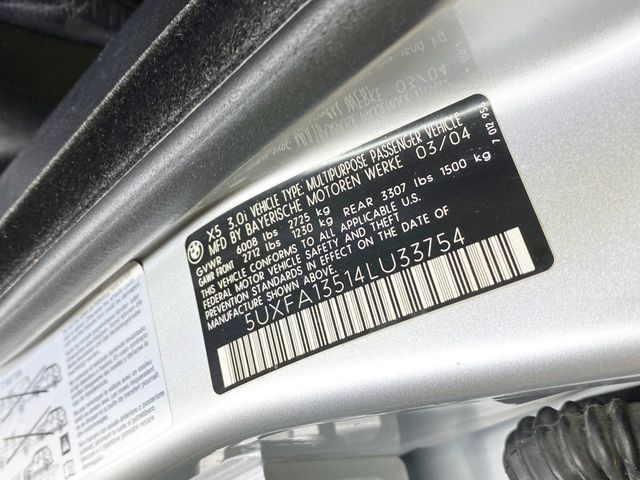 X5 3.0i VEHICLE TYPE: MULTIPURPOSE PASSENGER VEHICLE
MFD BY BAYERISCHE MOTOREN WERKE 03/04
GVWR 6008 lbs 2725 kg
GAWR FRONT 2712 lbs 1230 kg REAR 3307 lbs 1500 kg
THIS VEHICLE CONFORMS TO ALL APPLICABLE U.S.
FEDERAL MOTOR VEHICLE SAFETY, BUMPER, AND THEFT
PREVENTION STANDARDS IN EFFECT ON THE DATE OF
MANUFACTURE SHOWN ABOVE.
5UXFA13514LU33754
7 012 956